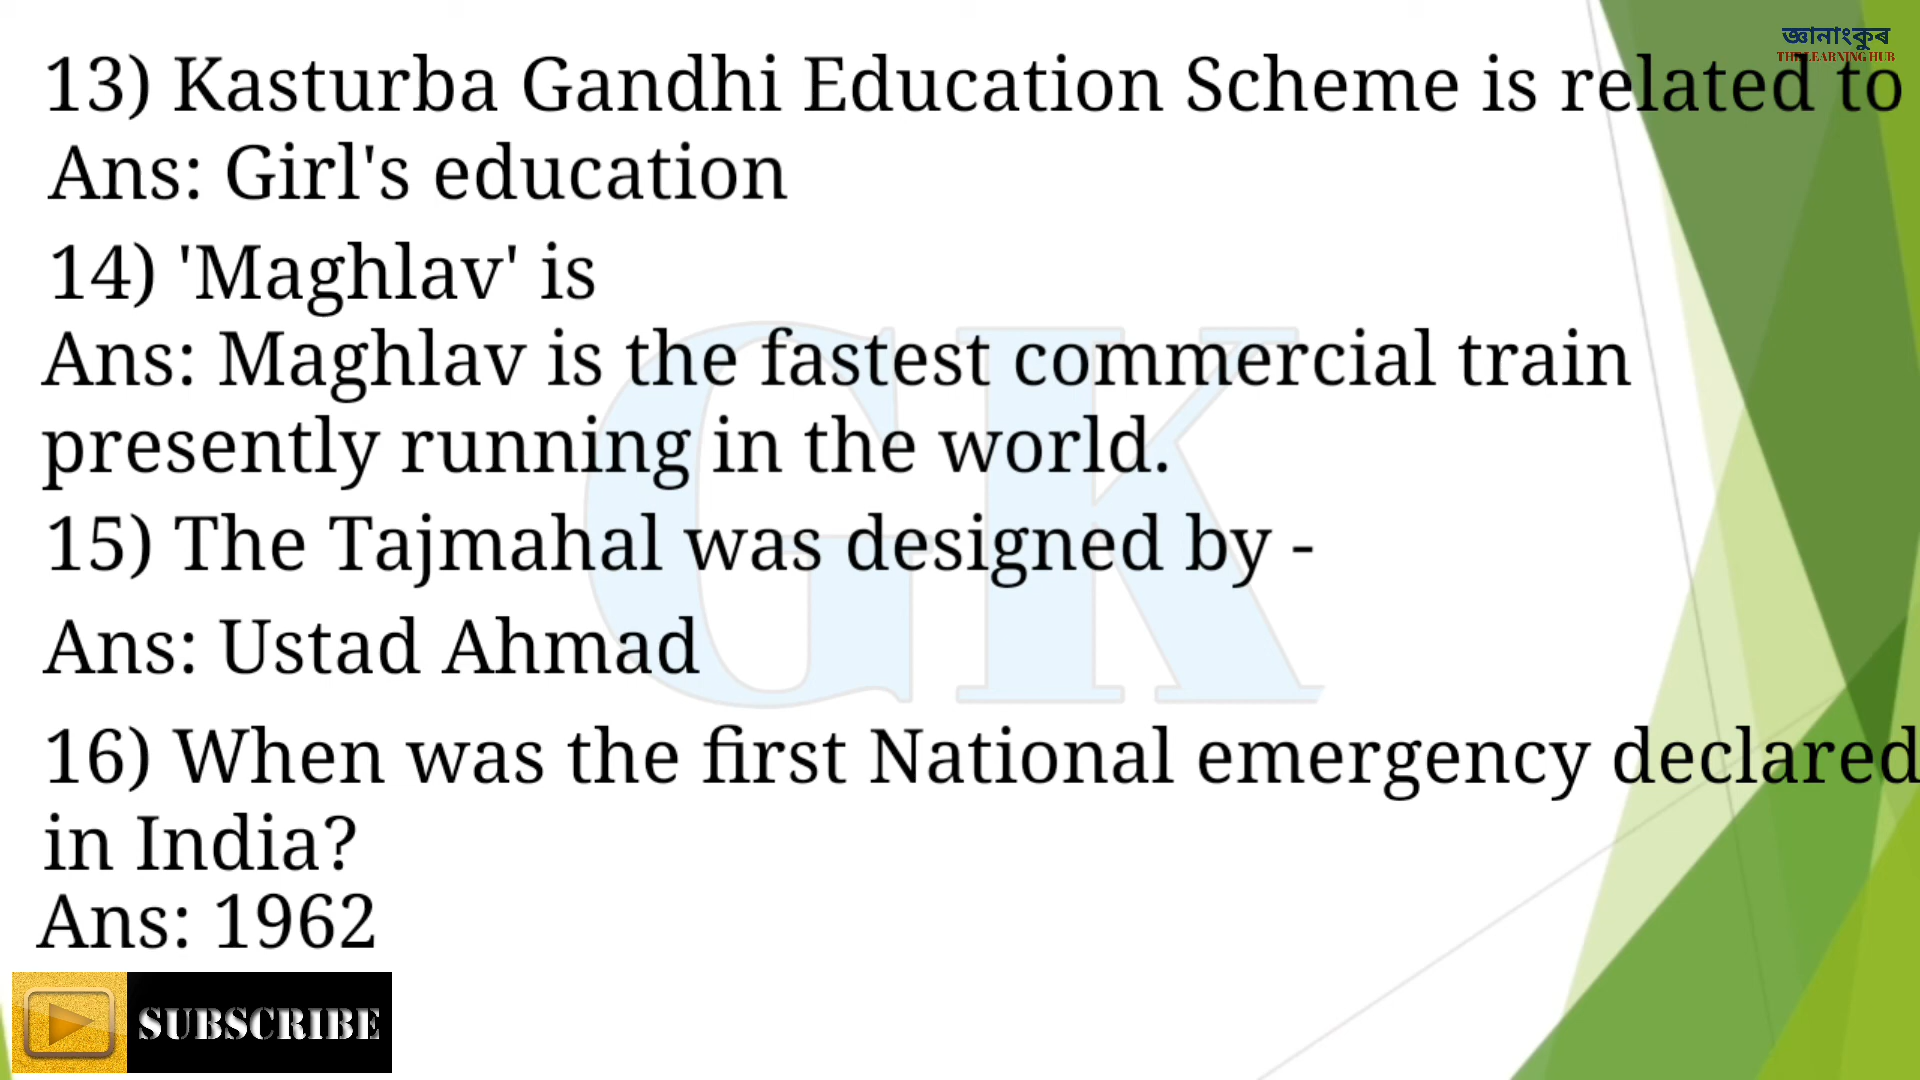 জ্ঞানাংকুৰ
THE LEARNING HUB
13) Kasturba Gandhi Education Scheme is related to
Ans: Girl's education
14) 'Maghlav' is
Ans: Maghlav is the fastest commercial train
presently running in the world.
15) The Tajmahal was designed by -
Ans: Ustad Ahmad
16) When was the first National emergency declared
in India?
Ans: 1962
GK
SUBSCRIBE